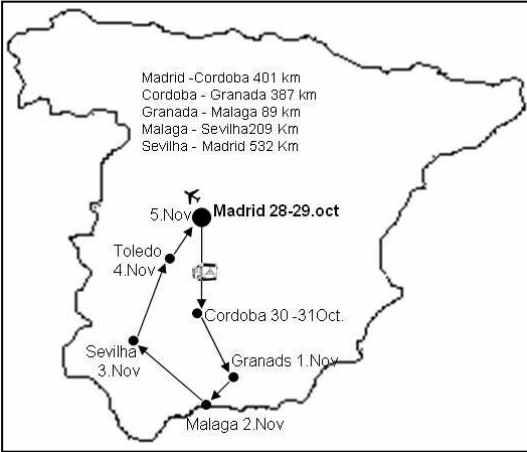 Madrid -Cordoba 401 km
Cordoba - Granada 387 km
Granada - Malaga 89 km
Malaga - Sevilha209 Km
Sevilha - Madrid 532 Km
5.Nov
Madrid 28-29.oct
Toledo
4.Nov
Cordoba 30 -31Oct.
Sevilha
3.Nov
Granads 1.Nov
Malaga 2.Nov